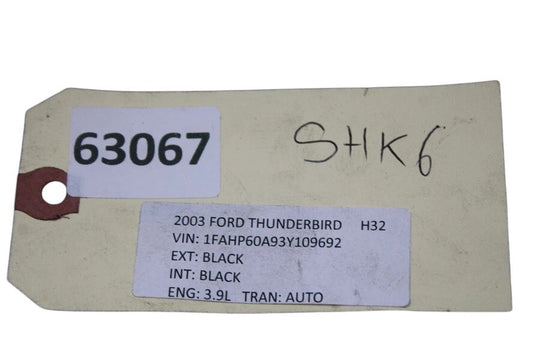 63067
SHK6
2003 FORD THUNDERBIRD H32
VIN: 1FAHP60A93Y109692
EXT: BLACK
INT: BLACK
ENG: 3.9L TRAN: AUTO